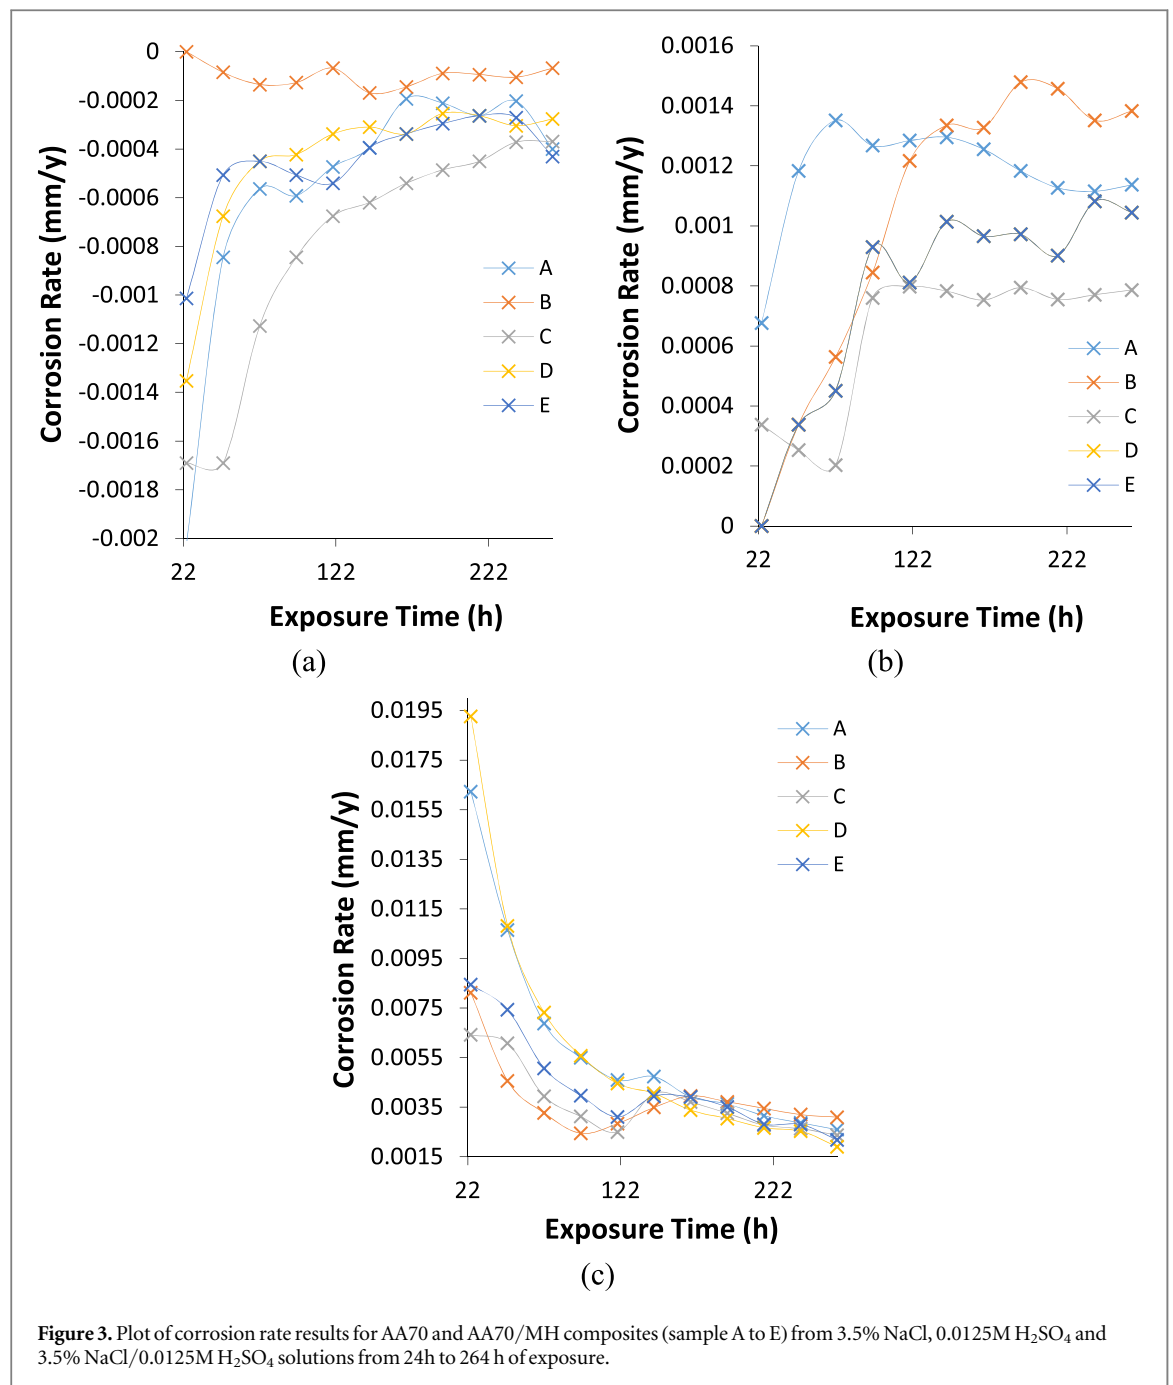 0
-0.0002
-0.0004
-0.0006
-0.0008
-0.001
-0.0012
-0.0014
-0.0016
-0.0018
-0.002
22 122 222
Corrosion Rate (mm/y)
Exposure Time (h)
A
B
C
D
E
(a)
0.0016
0.0014
0.0012
0.001
0.0008
0.0006
0.0004
0.0002
0
22 122 222
Corrosion Rate (mm/y)
Exposure Time (h)
A
B
C
D
E
(b)
0.0195
0.0175
0.0155
0.0135
0.0115
0.0095
0.0075
0.0055
0.0035
0.0015
22 122 222
Corrosion Rate (mm/y)
Exposure Time (h)
A
B
C
D
E
(c)
Figure 3. Plot of corrosion rate results for AA70 and AA70/MH composites (sample A to E) from 3.5% NaCl, 0.0125M H₂SO₄ and
3.5% NaCl/0.0125M H₂SO₄ solutions from 24h to 264 h of exposure.